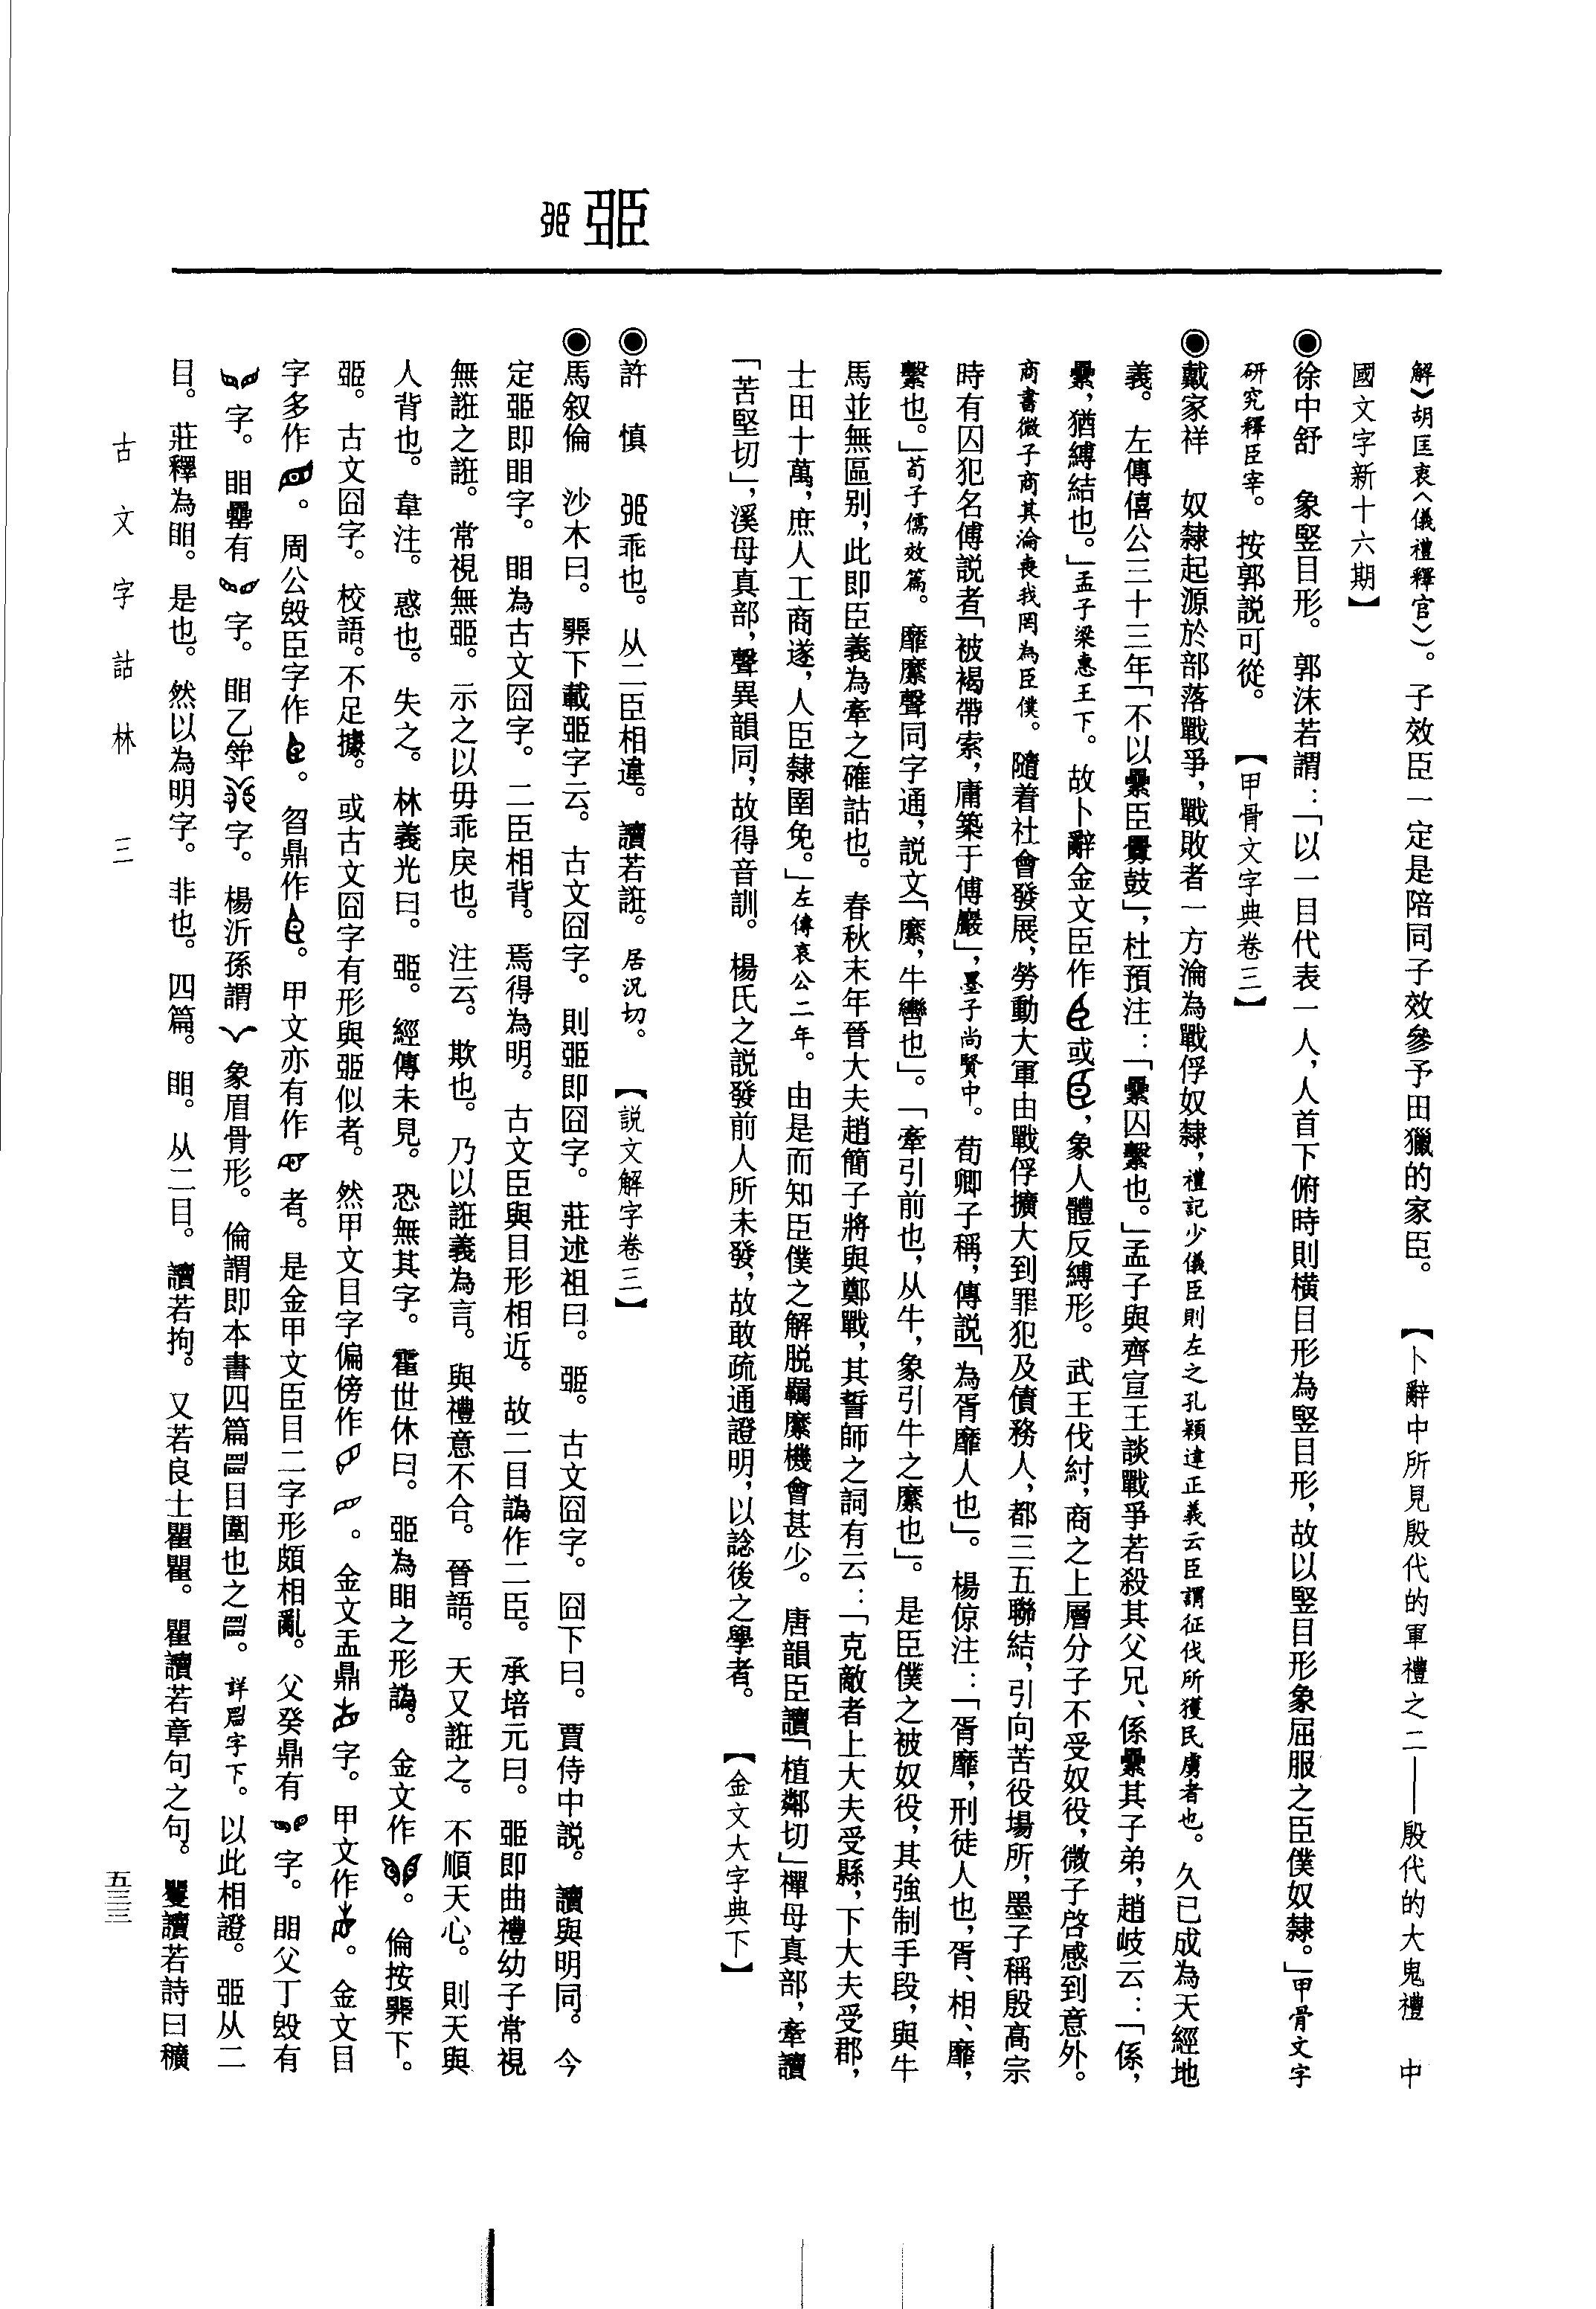 𦣦
解》胡匡衷〈儀禮釋官〉)。子效臣一定是陪同子效參予田獵的家臣。　【卜辭中所見殷代的軍禮之二——殷代的大鬼禮　中
國文字新十六期】
◉徐中舒　象竪目形。郭沫若謂：「以一目代表一人，人首下俯時則横目形為竪目形，故以竪目形象屈服之臣僕奴隸。」甲骨文字
研究釋臣宰。按郭説可從。　【甲骨文字典卷三】
◉戴家祥　奴隸起源於部落戰爭，戰敗者一方淪為戰俘奴隸，禮記少儀臣則左之孔穎達正義云臣謂征伐所獲民虜者也。久已成為天經地
義。左傳僖公三十三年「不以纍臣釁鼓」，杜預注：「纍囚繫也。」孟子與齊宣王談戰爭若殺其父兄、係纍其子弟，趙岐云：「係，
纍，猶縛結也。」孟子梁惠王下。故卜辭金文臣作或，象人體反縛形。武王伐紂，商之上層分子不受奴役，微子啓感到意外。
商書微子商其淪喪我罔為臣僕。隨着社會發展，勞動大軍由戰俘擴大到罪犯及債務人，都三五聯結，引向苦役場所，墨子稱殷高宗
時有囚犯名傅説者「被褐帶索，庸築于傅巖」，墨子尚賢中。荀卿子稱，傅説「為胥靡人也」。楊倞注：「胥靡，刑徒人也，胥、相、靡，
繫也。」荀子儒效篇。靡縻聲同字通，説文「縻，牛轡也」。「牽引前也，从牛，象引牛之縻也」。是臣僕之被奴役，其強制手段，與牛
馬並無區别，此即臣義為牽之確詁也。春秋末年晉大夫趙簡子將與鄭戰，其誓師之詞有云：「克敵者上大夫受縣，下大夫受郡，
士田十萬，庶人工商遂，人臣隸圉免。」左傳哀公二年。由是而知臣僕之解脱羈縻機會甚少。唐韻臣讀「植鄰切」禪母真部，牽讀
「苦堅切」，溪母真部，聲異韻同，故得音訓。楊氏之説發前人所未發，故敢疏通證明，以諗後之學者。　【金文大字典下】
◉許　慎　𦣦乖也。从二臣相違。讀若誑。居況切。　【説文解字卷三】
◉馬叙倫　沙木曰。𠀬下載𦣦字云。古文囧字。則𦣦即囧字。莊述祖曰。𦣦。古文囧字。囧下曰。賈侍中説。讀與明同。今
定𦣦即䀠字。䀠為古文囧字。二臣相背。焉得為明。古文臣與目形相近。故二目譌作二臣。承培元曰。𦣦即曲禮幼子常視
無誑之誑。常視無𦣦。示之以毋乖戾也。注云。欺也。乃以誑義為言。與禮意不合。晉語。天又誑之。不順天心。則天與
人背也。韋注。惑也。失之。林義光曰。𦣦。經傳未見。恐無其字。霍世休曰。𦣦為䀠之形譌。金文作。倫按下。
𦣦。古文囧字。校語。不足據。或古文囧字有形與𦣦似者。然甲文目字偏傍作。金文盂鼎字。甲文作。金文目
字多作。周公𣪘臣字作。曶鼎作。甲文亦有作者。是金甲文臣目二字形頗相亂。父癸鼎有字。䀠父丁𣪘有
字。䀠罍有字。䀠乙字。楊沂孫謂象眉骨形。倫謂即本書四篇目圍也之。詳字下。以此相證。𦣦从二
目。莊釋為䀠。是也。然以為明字。非也。四篇。䀠。从二目。讀若拘。又若良士瞿瞿。瞿讀若章句之句。矍讀若詩曰穬
古文字詁林　三
五三三